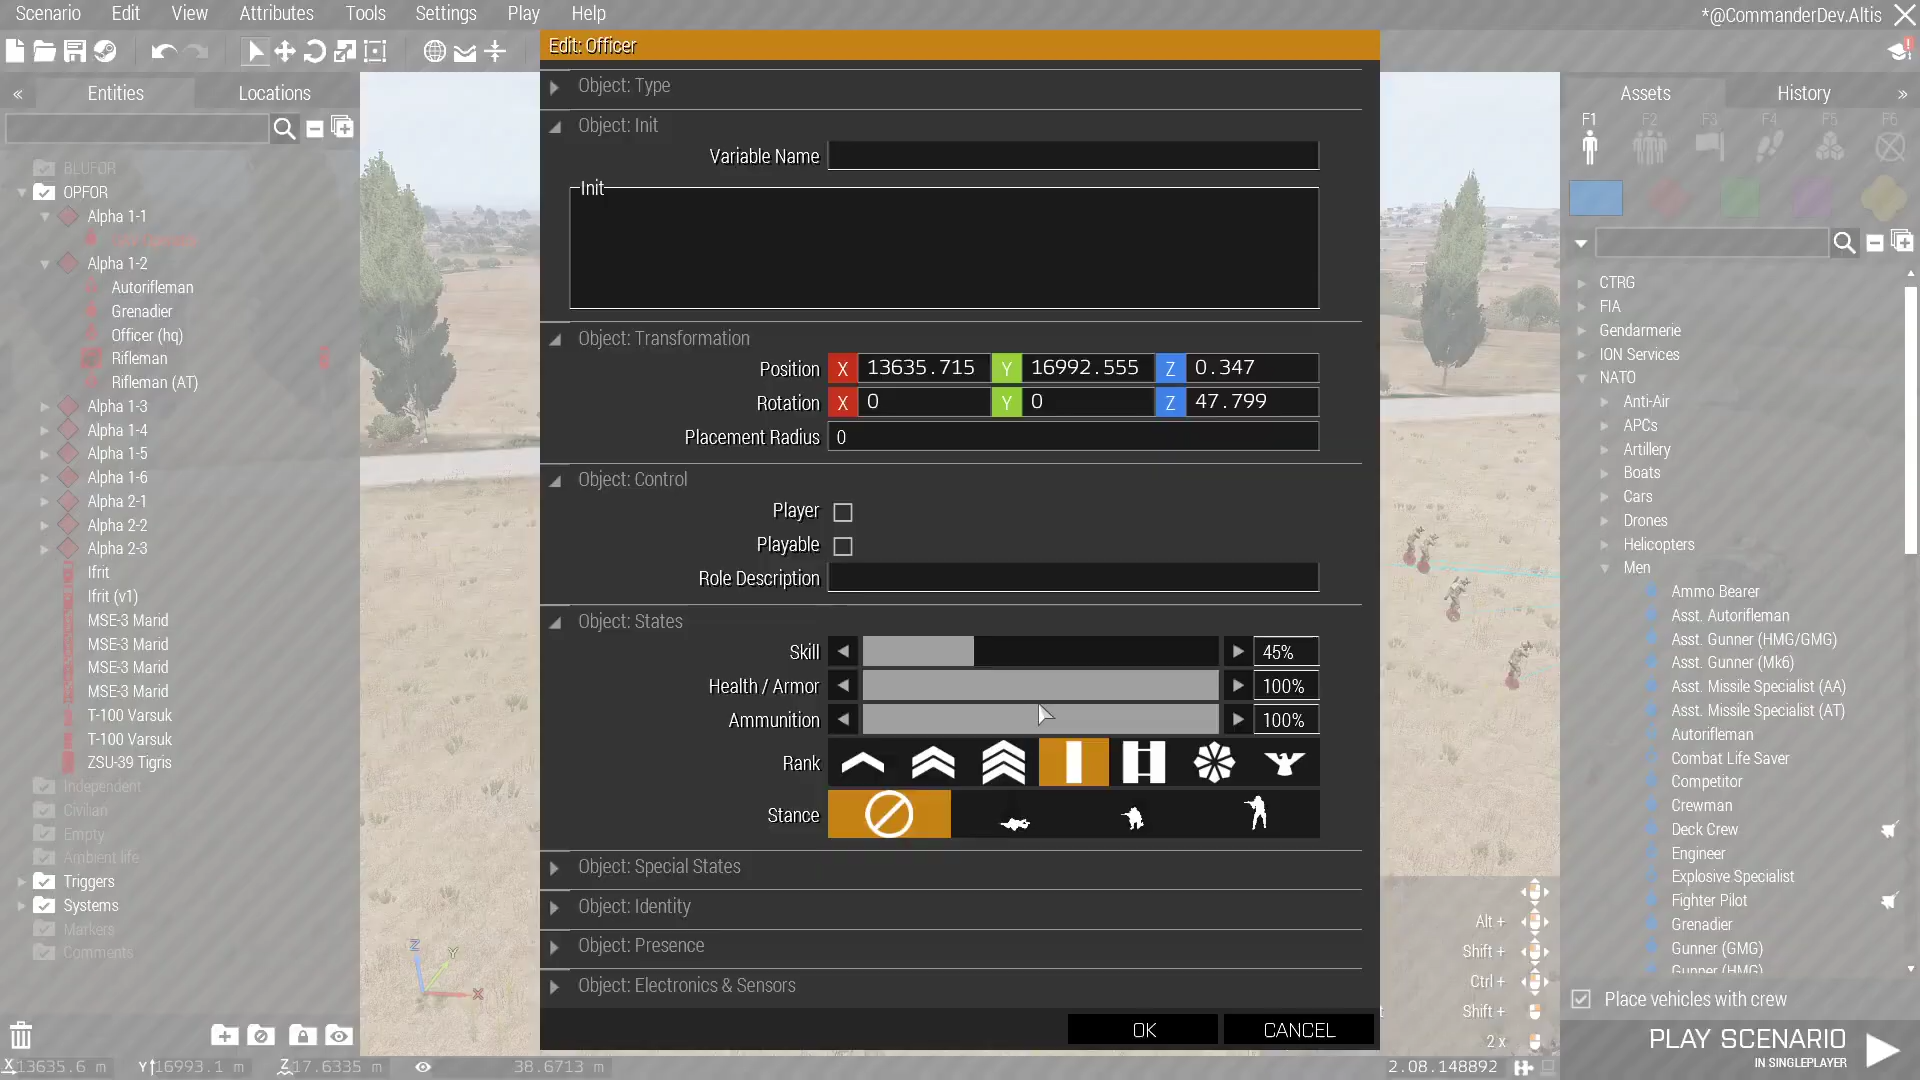 Scenario Edit View Attributes Tools Settings Play Help
*@CommanderDev.Altis
Edit: Officer
« Entities Locations
BLUFOR
OPFOR
Alpha 1-1
Alpha 1-2
Autorifleman
Grenadier
Officer (hq)
Rifleman
Rifleman (AT)
Alpha 1-3
Alpha 1-4
Alpha 1-5
Alpha 1-6
Alpha 2-1
Alpha 2-2
Alpha 2-3
Ifrit
Ifrit (v1)
MSE-3 Marid
MSE-3 Marid
MSE-3 Marid
MSE-3 Marid
T-100 Varsuk
T-100 Varsuk
ZSU-39 Tigris
Independent
Civilian
Empty
Ambient life
Triggers
Systems
Markers
Comments
Object: Type
Object: Init
Variable Name
Init
Object: Transformation
Position X 13635.715 Y 16992.555 Z 0.347
Rotation X 0 Y 0 Z 47.799
Placement Radius 0
Object: Control
Player
Playable
Role Description
Object: States
Skill 45%
Health / Armor 100%
Ammunition 100%
Rank
Stance
Object: Special States
Object: Identity
Object: Presence
Object: Electronics & Sensors
OK CANCEL
Z Y X
Alt +
Shift +
Ctrl +
Shift +
2 x
Assets History »
F1 F2 F3 F4 F5 F6
CTRG
FIA
Gendarmerie
ION Services
NATO
Anti-Air
APCs
Artillery
Boats
Cars
Drones
Helicopters
Men
Ammo Bearer
Asst. Autorifleman
Asst. Gunner (HMG/GMG)
Asst. Gunner (Mk6)
Asst. Missile Specialist (AA)
Asst. Missile Specialist (AT)
Autorifleman
Combat Life Saver
Competitor
Crewman
Deck Crew
Engineer
Explosive Specialist
Fighter Pilot
Grenadier
Gunner (GMG)
Gunner (HMG)
Place vehicles with crew
PLAY SCENARIO
IN SINGLEPLAYER
X 13635.6 m Y 16993.1 m Z 17.6335 m 38.6713 m 2.08.148892